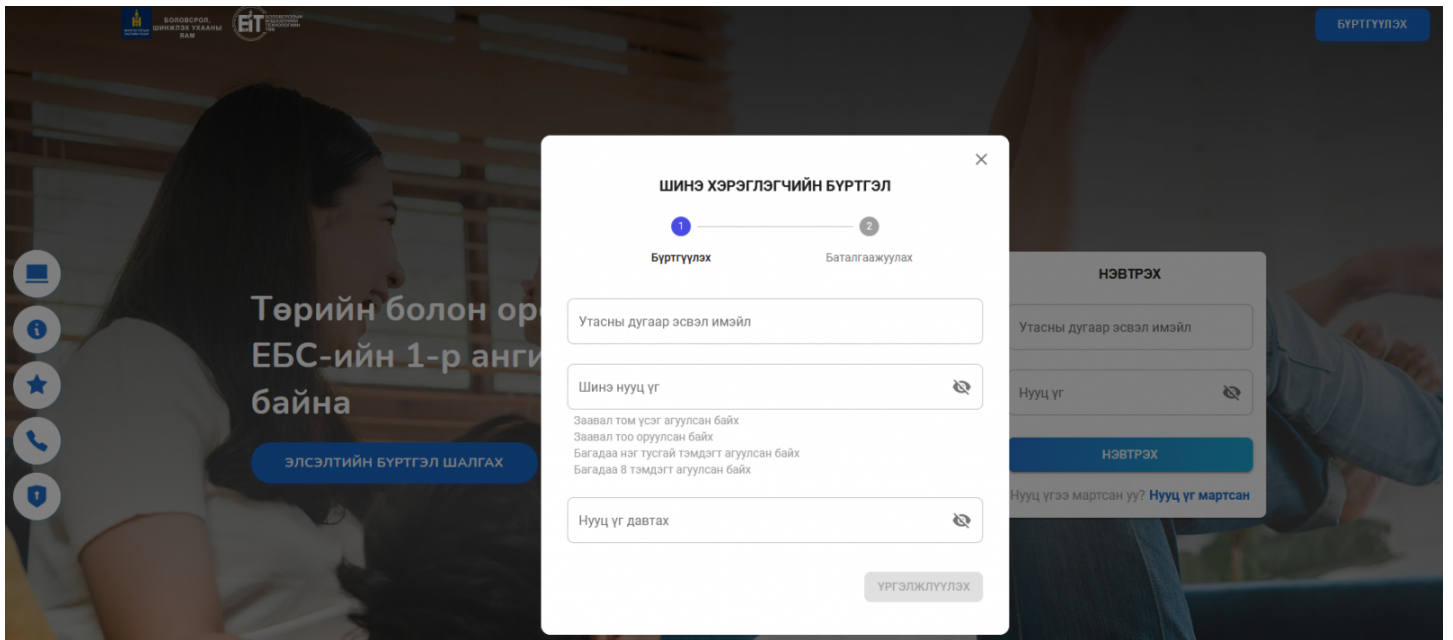 БОЛОВСРОЛ,
ШИНЖЛЭХ УХААНЫ
ЯАМ
EIT
БҮРТГҮҮЛЭХ
ШИНЭ ХЭРЭГЛЭГЧИЙН БҮРТГЭЛ
1
2
Бүртгүүлэх
Баталгаажуулах
Утасны дугаар эсвэл имэйл
Шинэ нууц үг
Заавал том үсэг агуулсан байх
Заавал тоо оруулсан байх
Багадаа нэг тусгай тэмдэгт агуулсан байх
Багадаа 8 тэмдэгт агуулсан байх
Нууц үг давтах
ҮРГЭЛЖЛҮҮЛЭХ
Төрийн болон
ЕБС-ийн 1-р
байна
ЭЛСЭЛТИЙН БҮРТГЭЛ ШАЛГАХ
НЭВТРЭХ
Утасны дугаар эсвэл имэйл
Нууц үг
НЭВТРЭХ
Нууц үгээ мартсан уу? Нууц үг мартсан